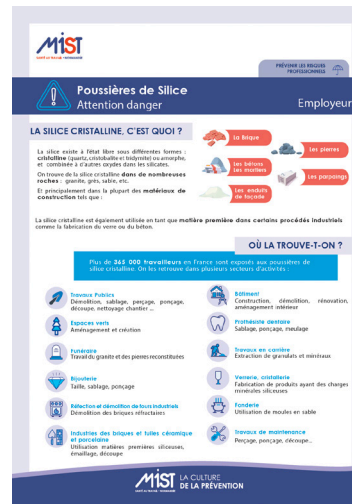 MiST
SANTÉ AU TRAVAIL - NORMANDIE
PRÉVENIR LES RISQUES
PROFESSIONNELS
Poussières de Silice
Attention danger
Employeur
LA SILICE CRISTALLINE, C'EST QUOI ?
La silice existe à l'état libre sous différentes formes :
cristalline (quartz, cristobalite et tridymite) ou amorphe,
et combinée à d'autres oxydes dans les silicates.
On trouve de la silice cristalline dans de nombreuses
roches : granite, grès, sable, etc.
Et principalement dans la plupart des matériaux de
construction tels que :
La Brique
Les pierres
Les bétons
Les mortiers
Les parpaings
Les enduits
de façade
La silice cristalline est également utilisée en tant que matière première dans certains procédés industriels
comme la fabrication du verre ou du béton.
OÙ LA TROUVE-T-ON ?
Plus de 365 000 travailleurs en France sont exposés aux poussières de
silice cristalline. On les retrouve dans plusieurs secteurs d'activités :
Travaux Publics
Démolition, sablage, perçage, ponçage,
découpe, nettoyage chantier ...
Espaces verts
Aménagement et création
Funéraire
Travail du granite et des pierres reconstituées
Bijouterie
Taille, sablage, ponçage
Réfection et démolition de fours industriels
Démolition des briques réfractaires
Industries des briques et tuiles céramique
et porcelaine
Utilisation matières premières siliceuses,
émaillage, découpe
Bâtiment
Construction, démolition, rénovation,
aménagement intérieur
Prothésiste dentaire
Sablage, ponçage, meulage
Travaux en carrière
Extraction de granulats et minéraux
Verrerie, cristallerie
Fabrication de produits ayant des charges
minérales siliceuses
Fonderie
Utilisation de moules en sable
Travaux de maintenance
Perçage, ponçage, découpe...
MiST
SANTÉ AU TRAVAIL - NORMANDIE
LA CULTURE
DE LA PRÉVENTION